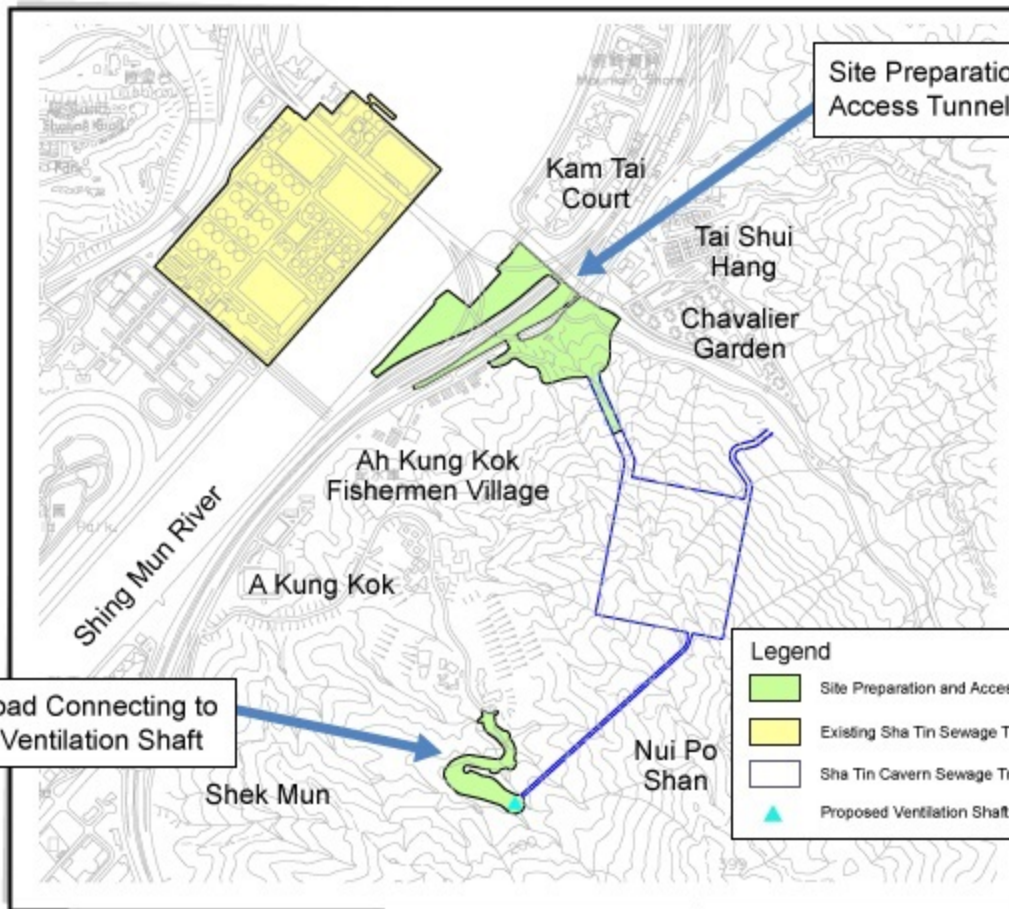 Site Preparatio
Access Tunnel
Kam Tai
Court
Tai Shui
Hang
Chavalier
Garden
Ah Kung Kok
Fishermen Village
Shing Mun River
A Kung Kok
oad Connecting to
Ventilation Shaft
Shek Mun
Nui Po
Shan
Legend
Site Preparation and Acces
Existing Sha Tin Sewage T
Sha Tin Cavern Sewage Tr
Proposed Ventilation Shaft
200
399